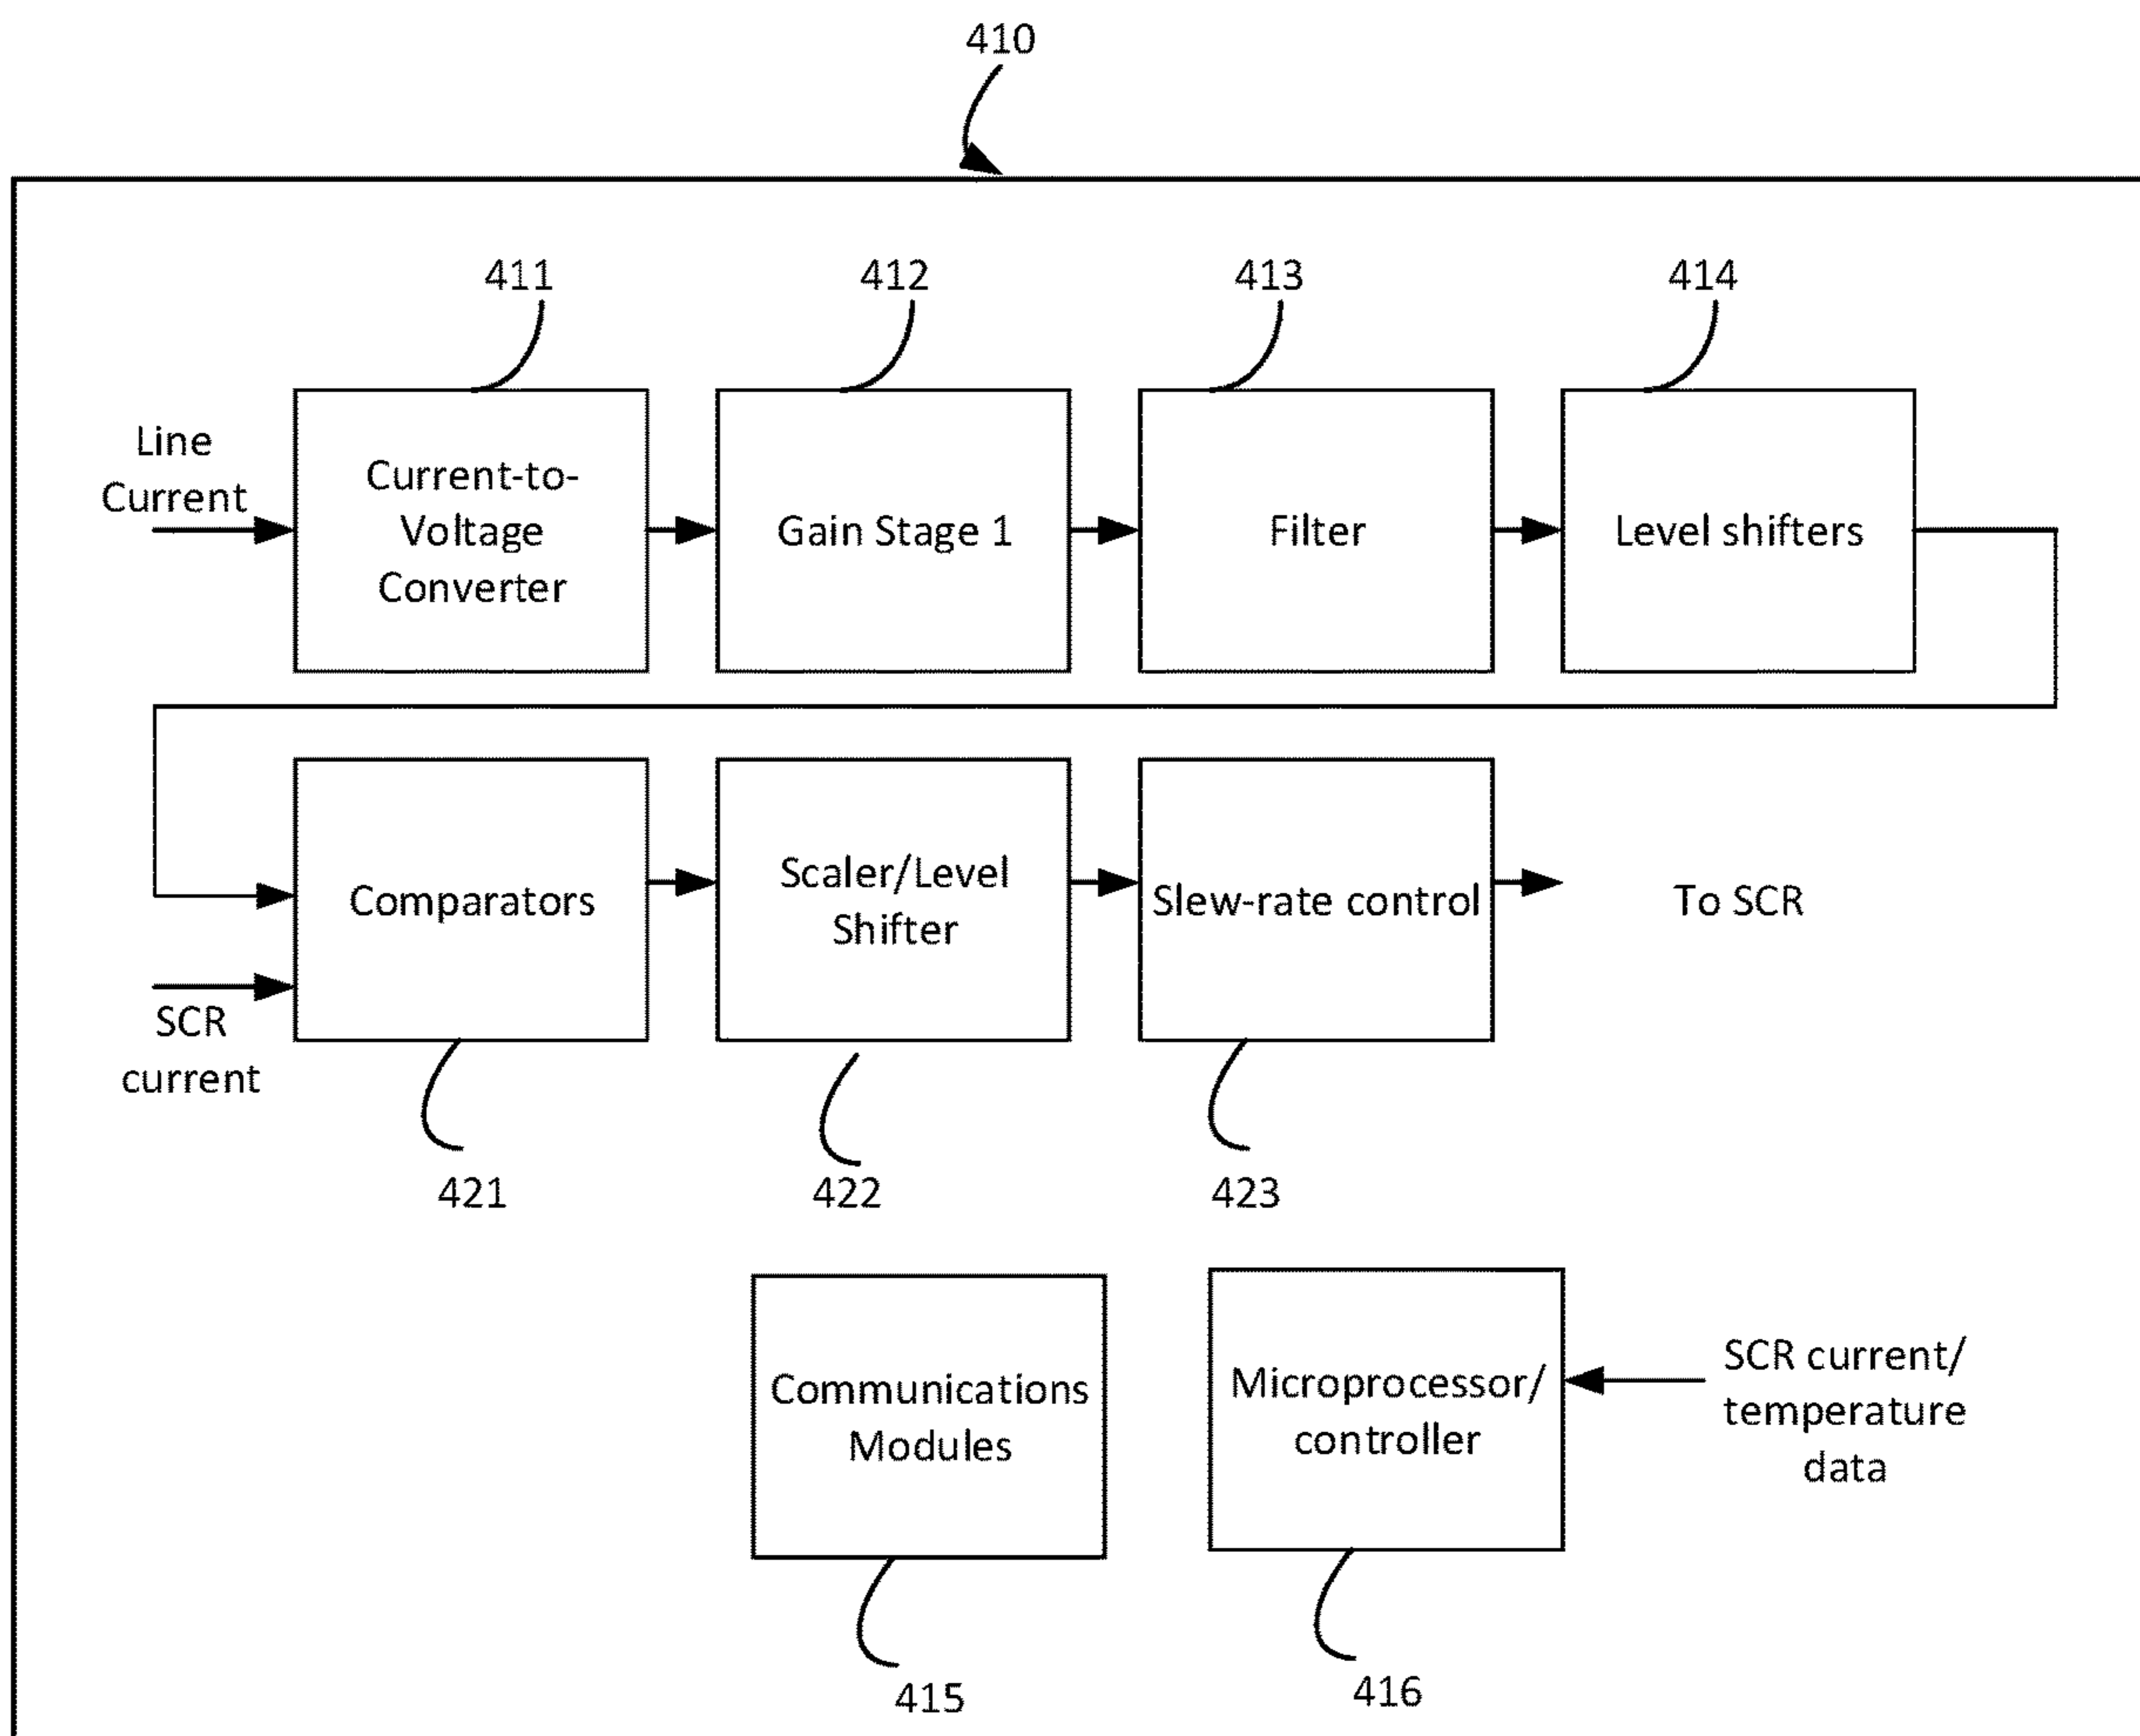 410
411
412
413
414
Line
Current
Current-to-
Voltage
Converter
Gain Stage 1
Filter
Level shifters
Comparators
Scaler/Level
Shifter
Slew-rate control
To SCR
SCR
current
421
422
423
Communications
Modules
Microprocessor/
controller
SCR current/
temperature
data
415
416